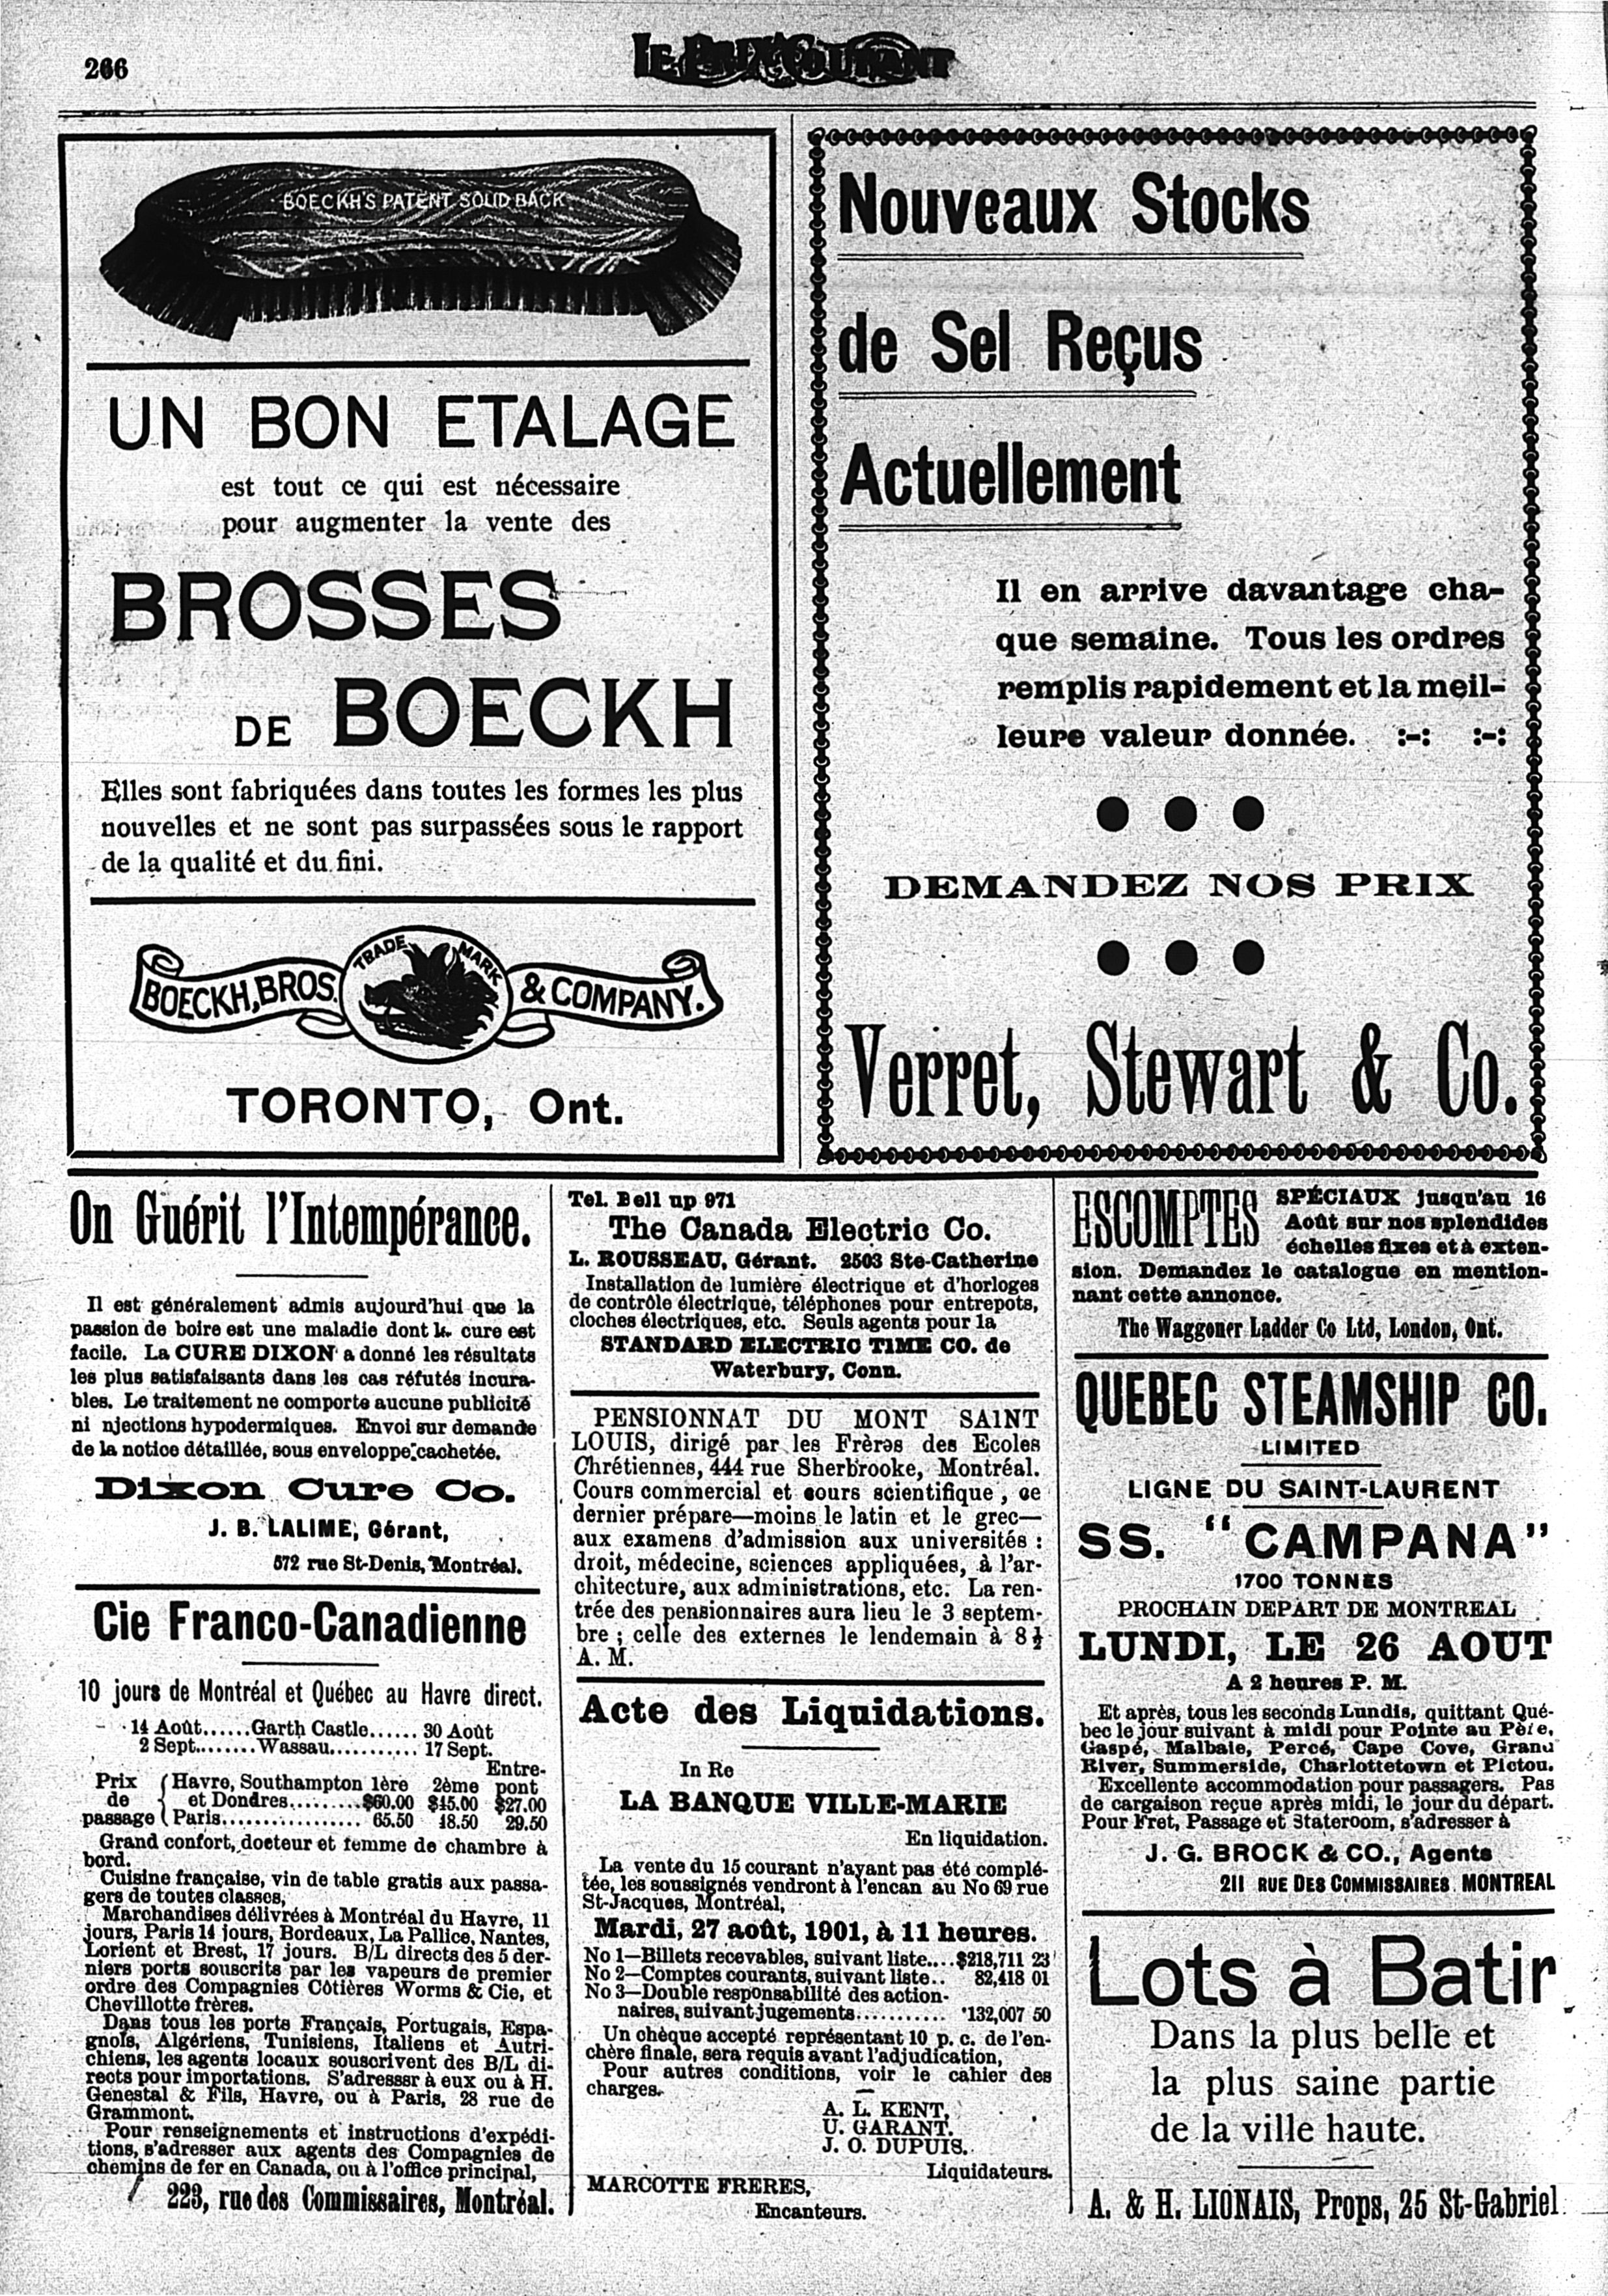 266
LE PRIX COURANT
BOECKH'S PATENT SOLID BACK
UN BON ETALAGE
est tout ce qui est nécessaire
pour augmenter la vente des
BROSSES
DE BOECKH
Elles sont fabriquées dans toutes les formes les plus
nouvelles et ne sont pas surpassées sous le rapport
de la qualité et du fini.
TRADE MARK
BOECKH, BROS. & COMPANY.
TORONTO, Ont.
Nouveaux Stocks
de Sel Reçus
Actuellement
Il en arrive davantage cha-
que semaine. Tous les ordres
remplis rapidement et la meil-
leure valeur donnée. :-: :-:
● ● ●
DEMANDEZ NOS PRIX
● ● ●
Verret, Stewart & Co.
On Guérit l'Intempérance.
Il est généralement admis aujourd'hui que la
passion de boire est une maladie dont la cure est
facile. La CURE DIXON a donné les résultats
les plus satisfaisants dans les cas réfutés incura-
bles. Le traitement ne comporte aucune publicité
ni njections hypodermiques. Envoi sur demande
de la notice détaillée, sous enveloppe cachetée.
Dixon Cure Co.
J. B. LALIME, Gérant,
572 rue St-Denis, Montréal.
Cie Franco-Canadienne
10 jours de Montréal et Québec au Havre direct.
14 Août......Garth Castle...... 30 Août
2 Sept.......Wassau........... 17 Sept.
Entre-
Prix { Havre, Southampton 1ère 2ème pont
de et Dondres.........$60.00 $45.00 $27.00
passage Paris.................. 65.50 48.50 29.50
Grand confort, docteur et femme de chambre à
bord.
Cuisine française, vin de table gratis aux passa-
gers de toutes classes,
Marchandises délivrées à Montréal du Havre, 11
jours, Paris 14 jours, Bordeaux, La Pallice, Nantes,
Lorient et Brest, 17 jours. B/L directs des 5 der-
niers ports souscrits par les vapeurs de premier
ordre des Compagnies Côtières Worms & Cie, et
Chevillotte frères.
Dans tous les ports Français, Portugais, Espa-
gnols, Algériens, Tunisiens, Italiens et Autri-
chiens, les agents locaux souscrivent des B/L di-
rects pour importations. S'adresssr à eux ou à H.
Genestal & Fils, Havre, ou à Paris, 28 rue de
Grammont.
Pour renseignements et instructions d'expédi-
tions, s'adresser aux agents des Compagnies de
chemins de fer en Canada, ou à l'office principal,
223, rue des Commissaires, Montréal.
Tel. Bell up 971
The Canada Electric Co.
L. ROUSSEAU, Gérant. 2503 Ste-Catherine
Installation de lumière électrique et d'horloges
de contrôle électrique, téléphones pour entrepots,
cloches électriques, etc. Seuls agents pour la
STANDARD ELECTRIC TIME CO. de
Waterbury, Conn.
PENSIONNAT DU MONT SAINT
LOUIS, dirigé par les Frères des Ecoles
Chrétiennes, 444 rue Sherbrooke, Montréal.
Cours commercial et cours scientifique, ce
dernier prépare—moins le latin et le grec—
aux examens d'admission aux universités :
droit, médecine, sciences appliquées, à l'ar-
chitecture, aux administrations, etc. La ren-
trée des pensionnaires aura lieu le 3 septem-
bre ; celle des externes le lendemain à 8½
A. M.
Acte des Liquidations.
In Re
LA BANQUE VILLE-MARIE
En liquidation.
La vente du 15 courant n'ayant pas été complé-
tée, les soussignés vendront à l'encan au No 69 rue
St-Jacques, Montréal,
Mardi, 27 août, 1901, à 11 heures.
No 1—Billets recevables, suivant liste....$218,711 23
No 2—Comptes courants, suivant liste.. 82,418 01
No 3—Double responsabilité des action-
naires, suivant jugements........... 132,007 50
Un chèque accepté représentant 10 p. c. de l'en-
chère finale, sera requis avant l'adjudication,
Pour autres conditions, voir le cahier des
charges.
A. L. KENT,
U. GARANT.
J. O. DUPUIS.
Liquidateurs.
MARCOTTE FRERES,
Encanteurs.
ESCOMPTES SPÉCIAUX jusqu'au 16
Août sur nos splendides
échelles fixes et à exten-
sion. Demandez le catalogue en mention-
nant cette annonce.
The Waggoner Ladder Co Ltd, London, Ont.
QUEBEC STEAMSHIP CO.
LIMITED
LIGNE DU SAINT-LAURENT
SS. "CAMPANA"
1700 TONNES
PROCHAIN DEPART DE MONTREAL
LUNDI, LE 26 AOUT
A 2 heures P. M.
Et après, tous les seconds Lundis, quittant Qué-
bec le jour suivant à midi pour Pointe au Père,
Gaspé, Malbaie, Percé, Cape Cove, Grand
River, Summerside, Charlottetown et Pictou.
Excellente accommodation pour passagers. Pas
de cargaison reçue après midi, le jour du départ.
Pour Fret, Passage et Stateroom, s'adresser à
J. G. BROCK & CO., Agents
211 RUE DES COMMISSAIRES MONTREAL
Lots à Batir
Dans la plus belle et
la plus saine partie
de la ville haute.
A. & H. LIONAIS, Props, 25 St-Gabriel